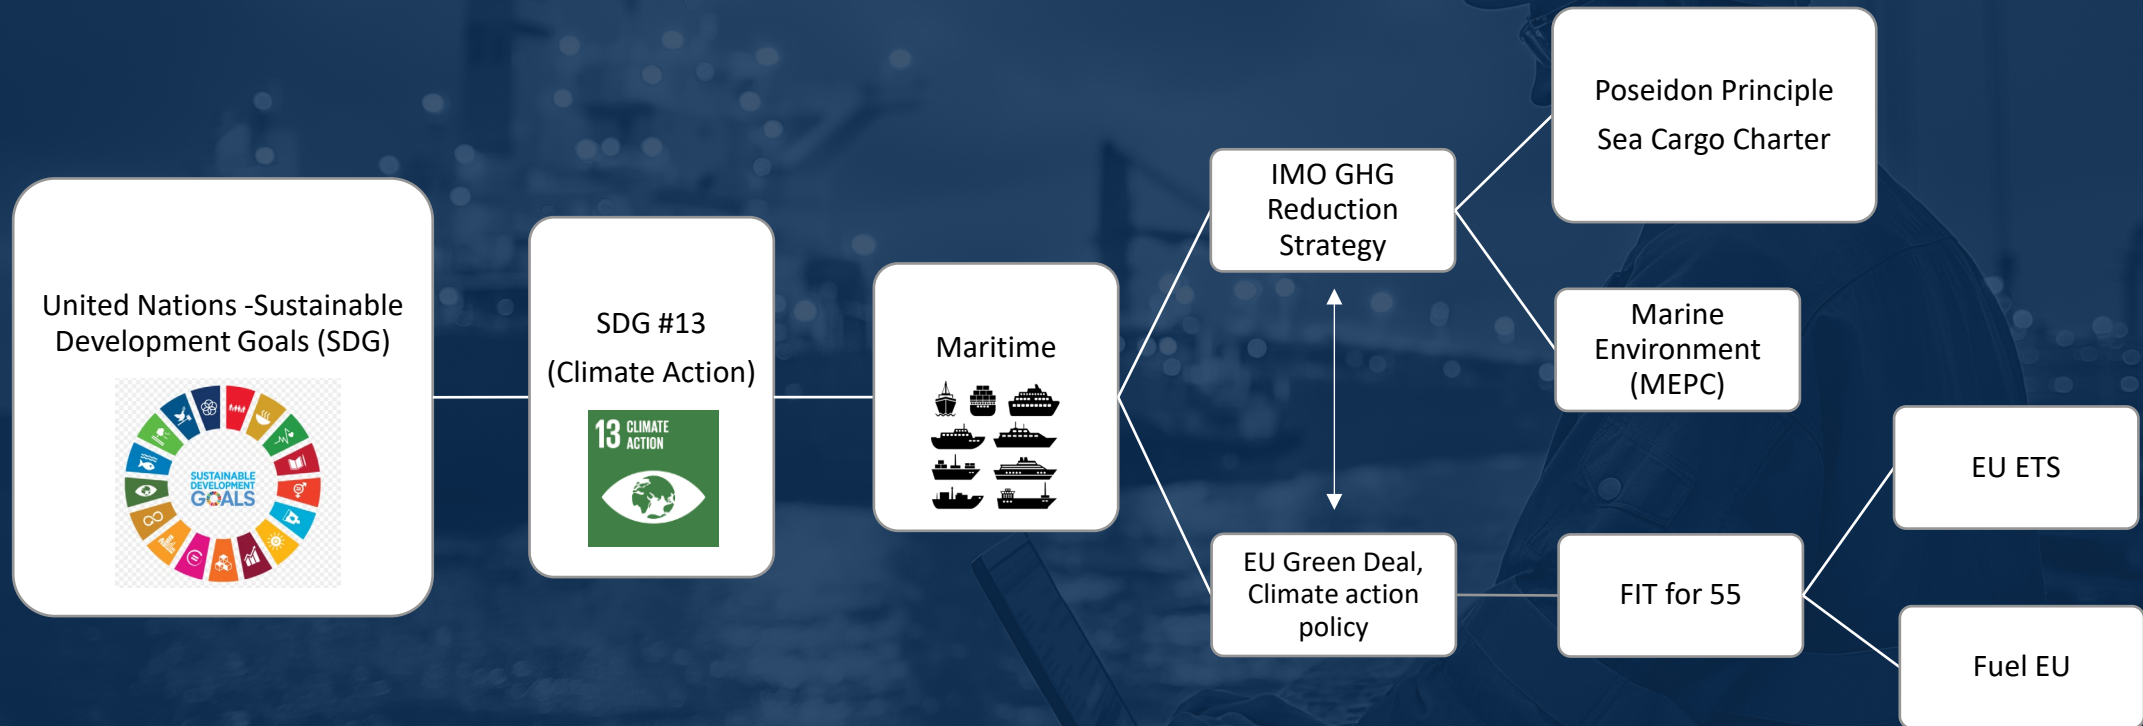 United Nations -Sustainable
Development Goals (SDG)
SUSTAINABLE
DEVELOPMENT
GOALS
SDG #13
(Climate Action)
13 CLIMATE
ACTION
Maritime
IMO GHG
Reduction
Strategy
EU Green Deal,
Climate action
policy
Poseidon Principle
Sea Cargo Charter
Marine
Environment
(MEPC)
FIT for 55
EU ETS
Fuel EU